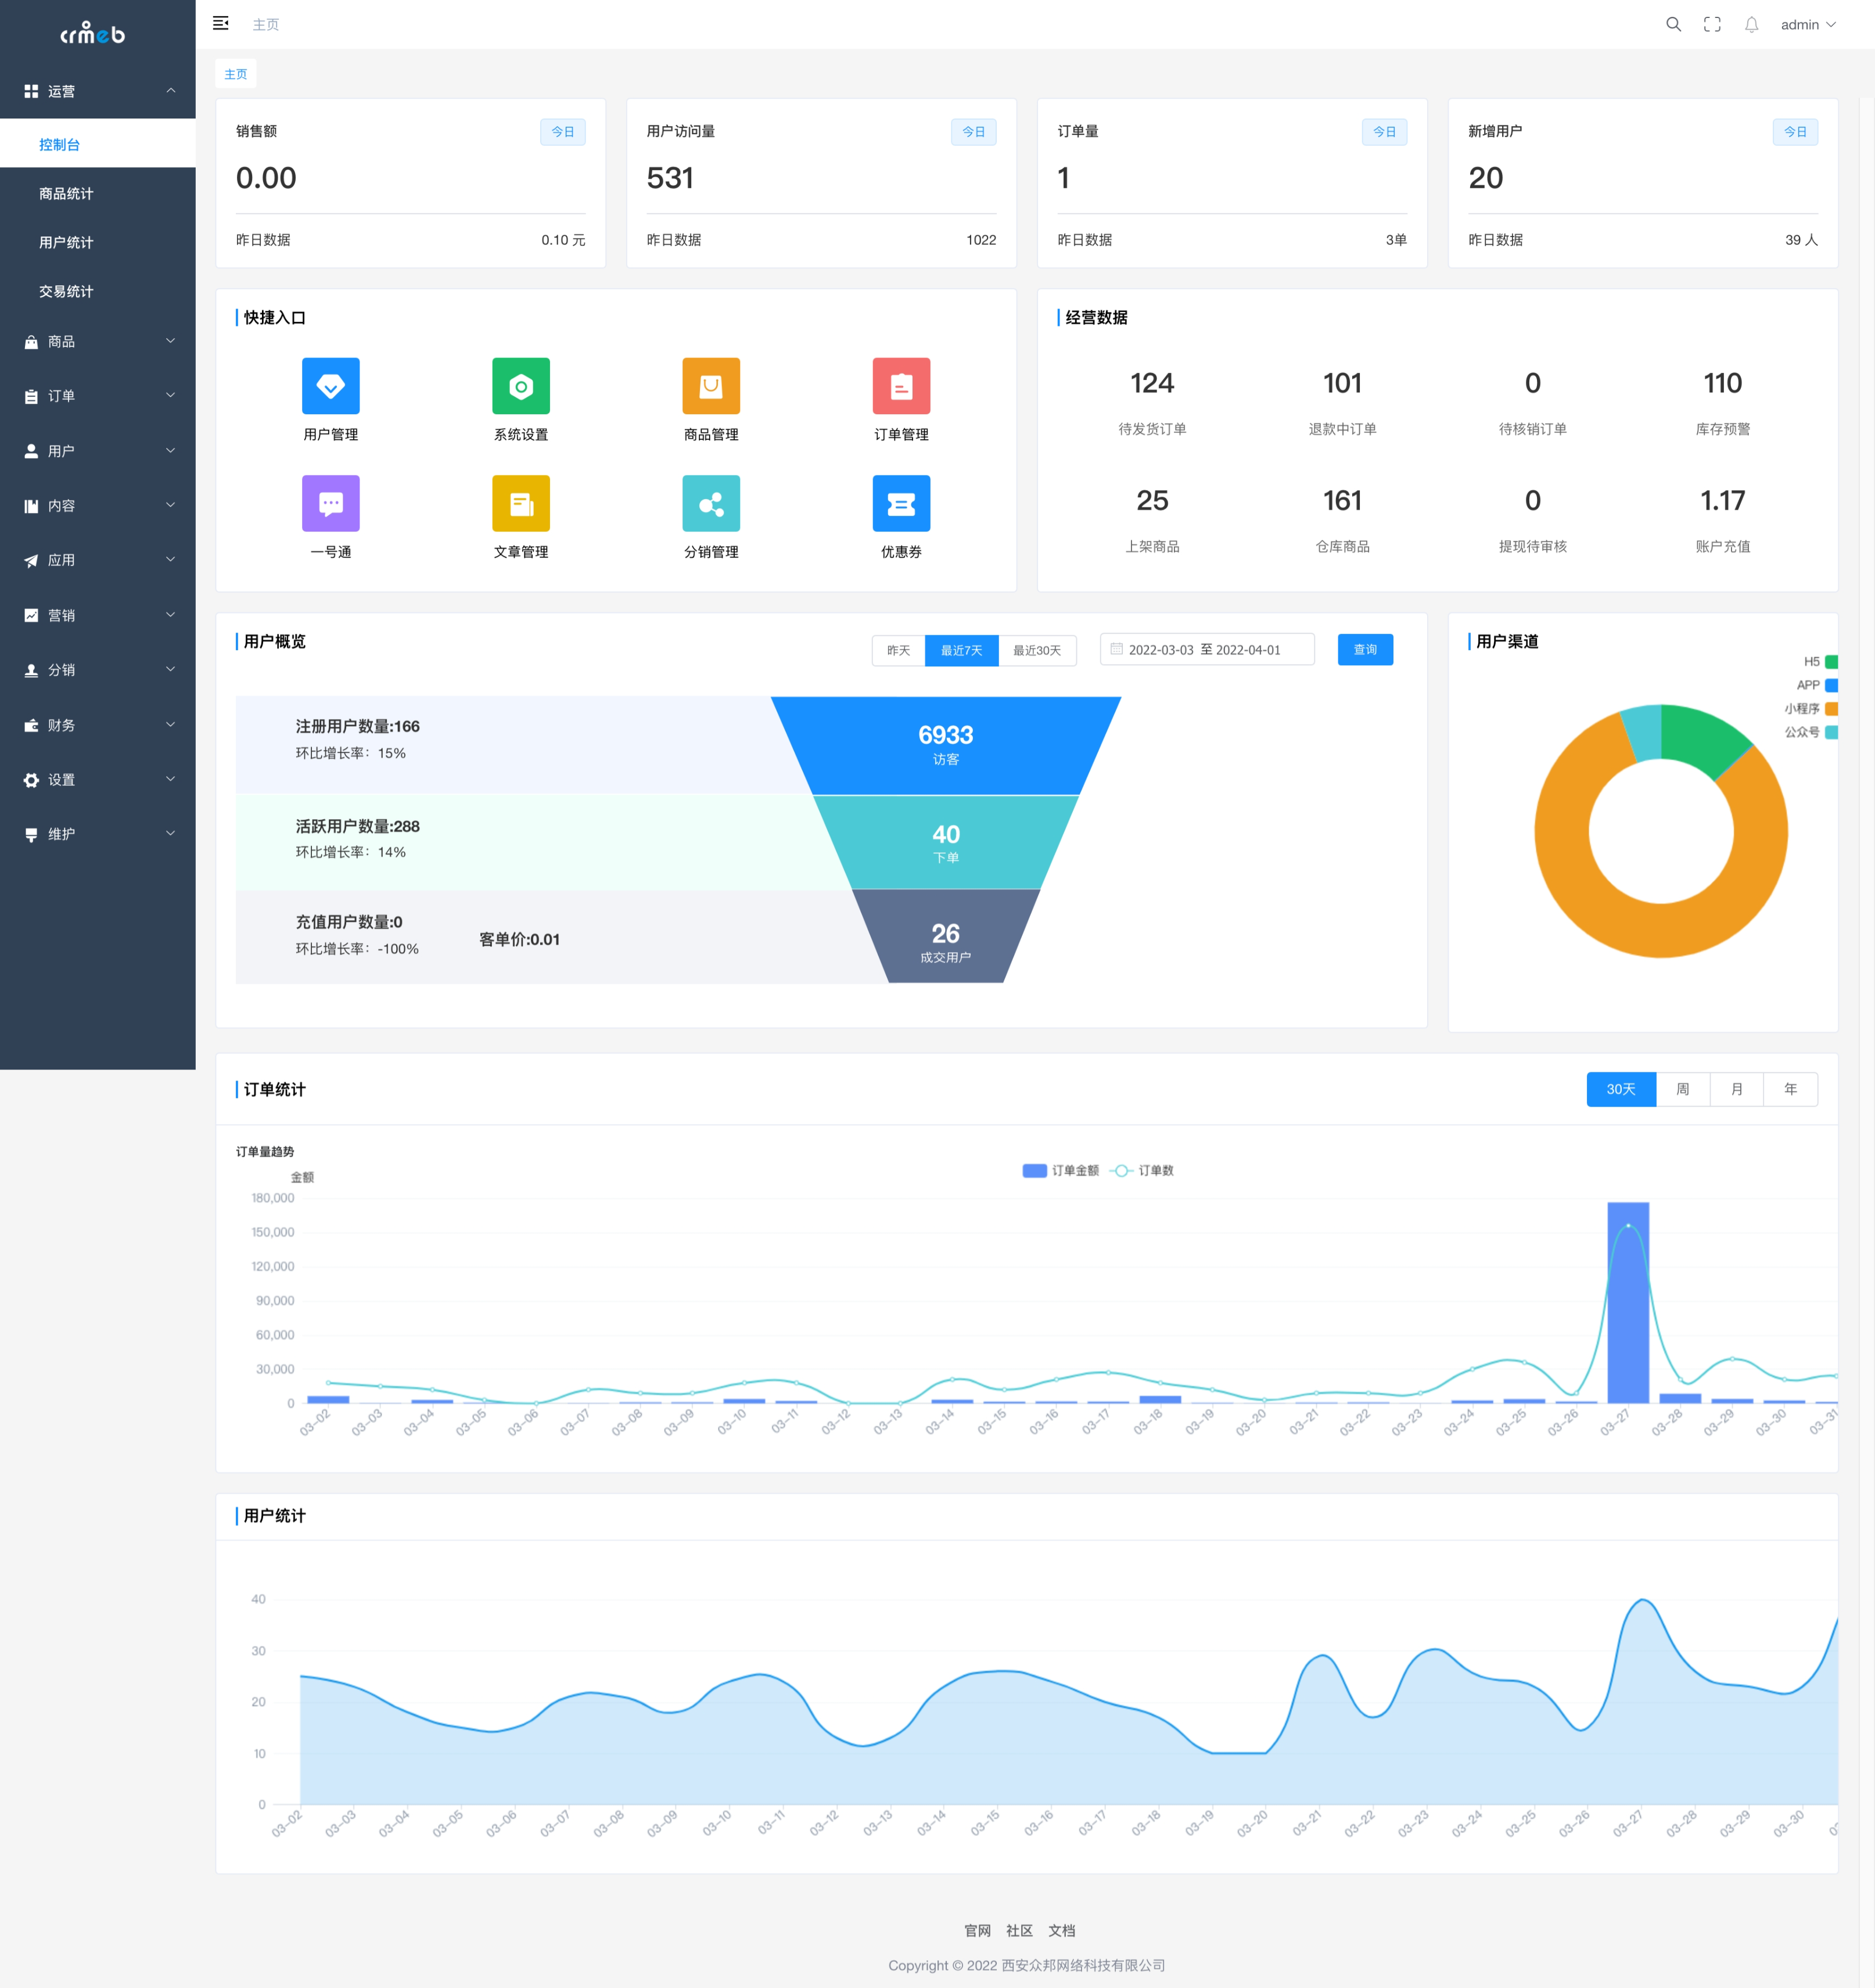 crmeb
主页
admin
运营
控制台
商品统计
用户统计
交易统计
商品
订单
用户
内容
应用
营销
分销
财务
设置
维护
主页
销售额 今日
0.00
昨日数据 0.10 元
用户访问量 今日
531
昨日数据 1022
订单量 今日
1
昨日数据 3单
新增用户 今日
20
昨日数据 39 人
快捷入口
用户管理 系统设置 商品管理 订单管理
一号通 文章管理 分销管理 优惠券
经营数据
124 101 0 110
待发货订单 退款中订单 待核销订单 库存预警
25 161 0 1.17
上架商品 仓库商品 提现待审核 账户充值
用户概览
昨天 最近7天 最近30天 2022-03-03 至 2022-04-01 查询
注册用户数量:166
环比增长率：15%
6933
访客
活跃用户数量:288
环比增长率：14%
40
下单
充值用户数量:0
环比增长率：-100%
客单价:0.01
26
成交用户
用户渠道
H5
APP
小程序
公众号
订单统计
30天 周 月 年
订单量趋势
金额
订单金额 订单数
180,000
150,000
120,000
90,000
60,000
30,000
0
03-02 03-03 03-04 03-05 03-06 03-07 03-08 03-09 03-10 03-11 03-12 03-13 03-14 03-15 03-16 03-17 03-18 03-19 03-20 03-21 03-22 03-23 03-24 03-25 03-26 03-27 03-28 03-29 03-30 03-31
用户统计
40
30
20
10
0
03-02 03-03 03-04 03-05 03-06 03-07 03-08 03-09 03-10 03-11 03-12 03-13 03-14 03-15 03-16 03-17 03-18 03-19 03-20 03-21 03-22 03-23 03-24 03-25 03-26 03-27 03-28 03-29 03-30
官网 社区 文档
Copyright © 2022 西安众邦网络科技有限公司